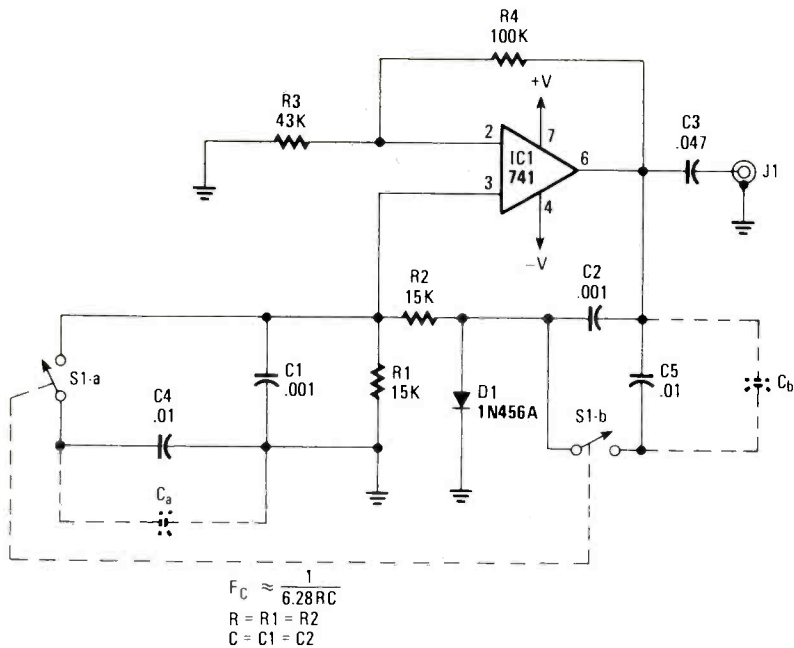 R4
100K
+V
R3
43K
2
7
IC1
741
6
3
4
–V
C3
.047
J1
R2
15K
C2
.001
S1-a
C1
.001
R1
15K
D1
1N456A
C5
.01
Cb
C4
.01
S1-b
Ca
FC ≈ 1
6.28RC
R = R1 = R2
C = C1 = C2